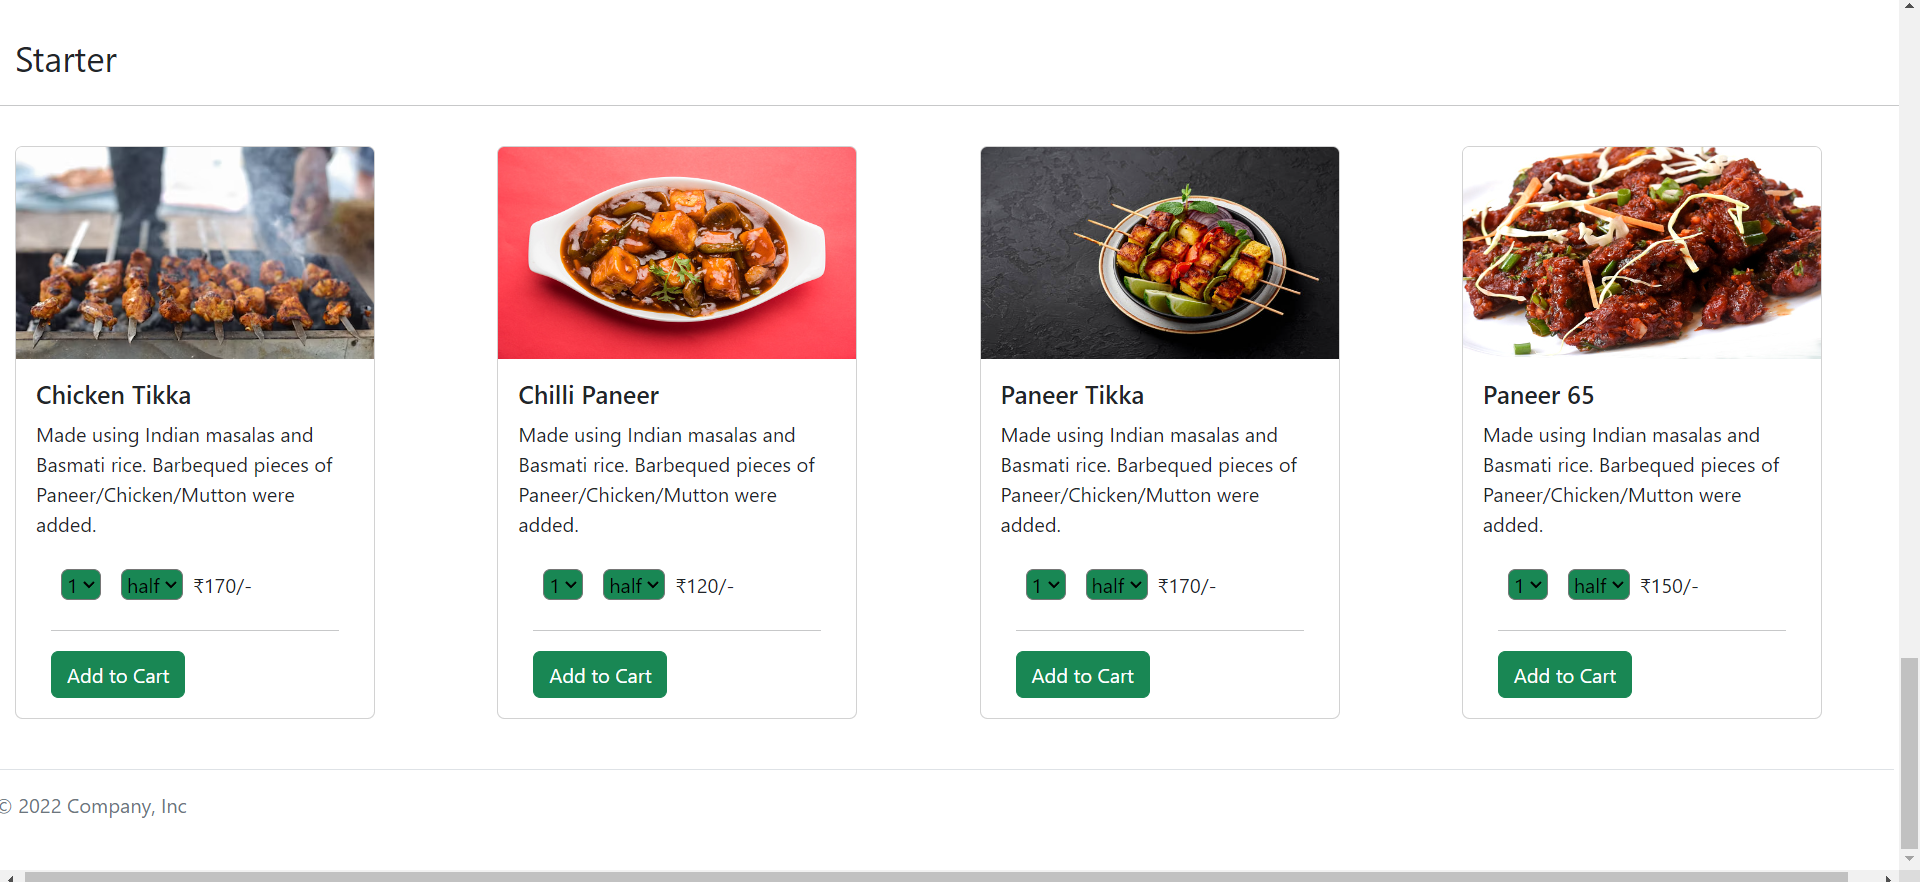 Starter
Chicken Tikka
Made using Indian masalas and
Basmati rice. Barbequed pieces of
Paneer/Chicken/Mutton were
added.
1 half ₹170/-
Add to Cart
Chilli Paneer
Made using Indian masalas and
Basmati rice. Barbequed pieces of
Paneer/Chicken/Mutton were
added.
1 half ₹120/-
Add to Cart
Paneer Tikka
Made using Indian masalas and
Basmati rice. Barbequed pieces of
Paneer/Chicken/Mutton were
added.
1 half ₹170/-
Add to Cart
Paneer 65
Made using Indian masalas and
Basmati rice. Barbequed pieces of
Paneer/Chicken/Mutton were
added.
1 half ₹150/-
Add to Cart
© 2022 Company, Inc